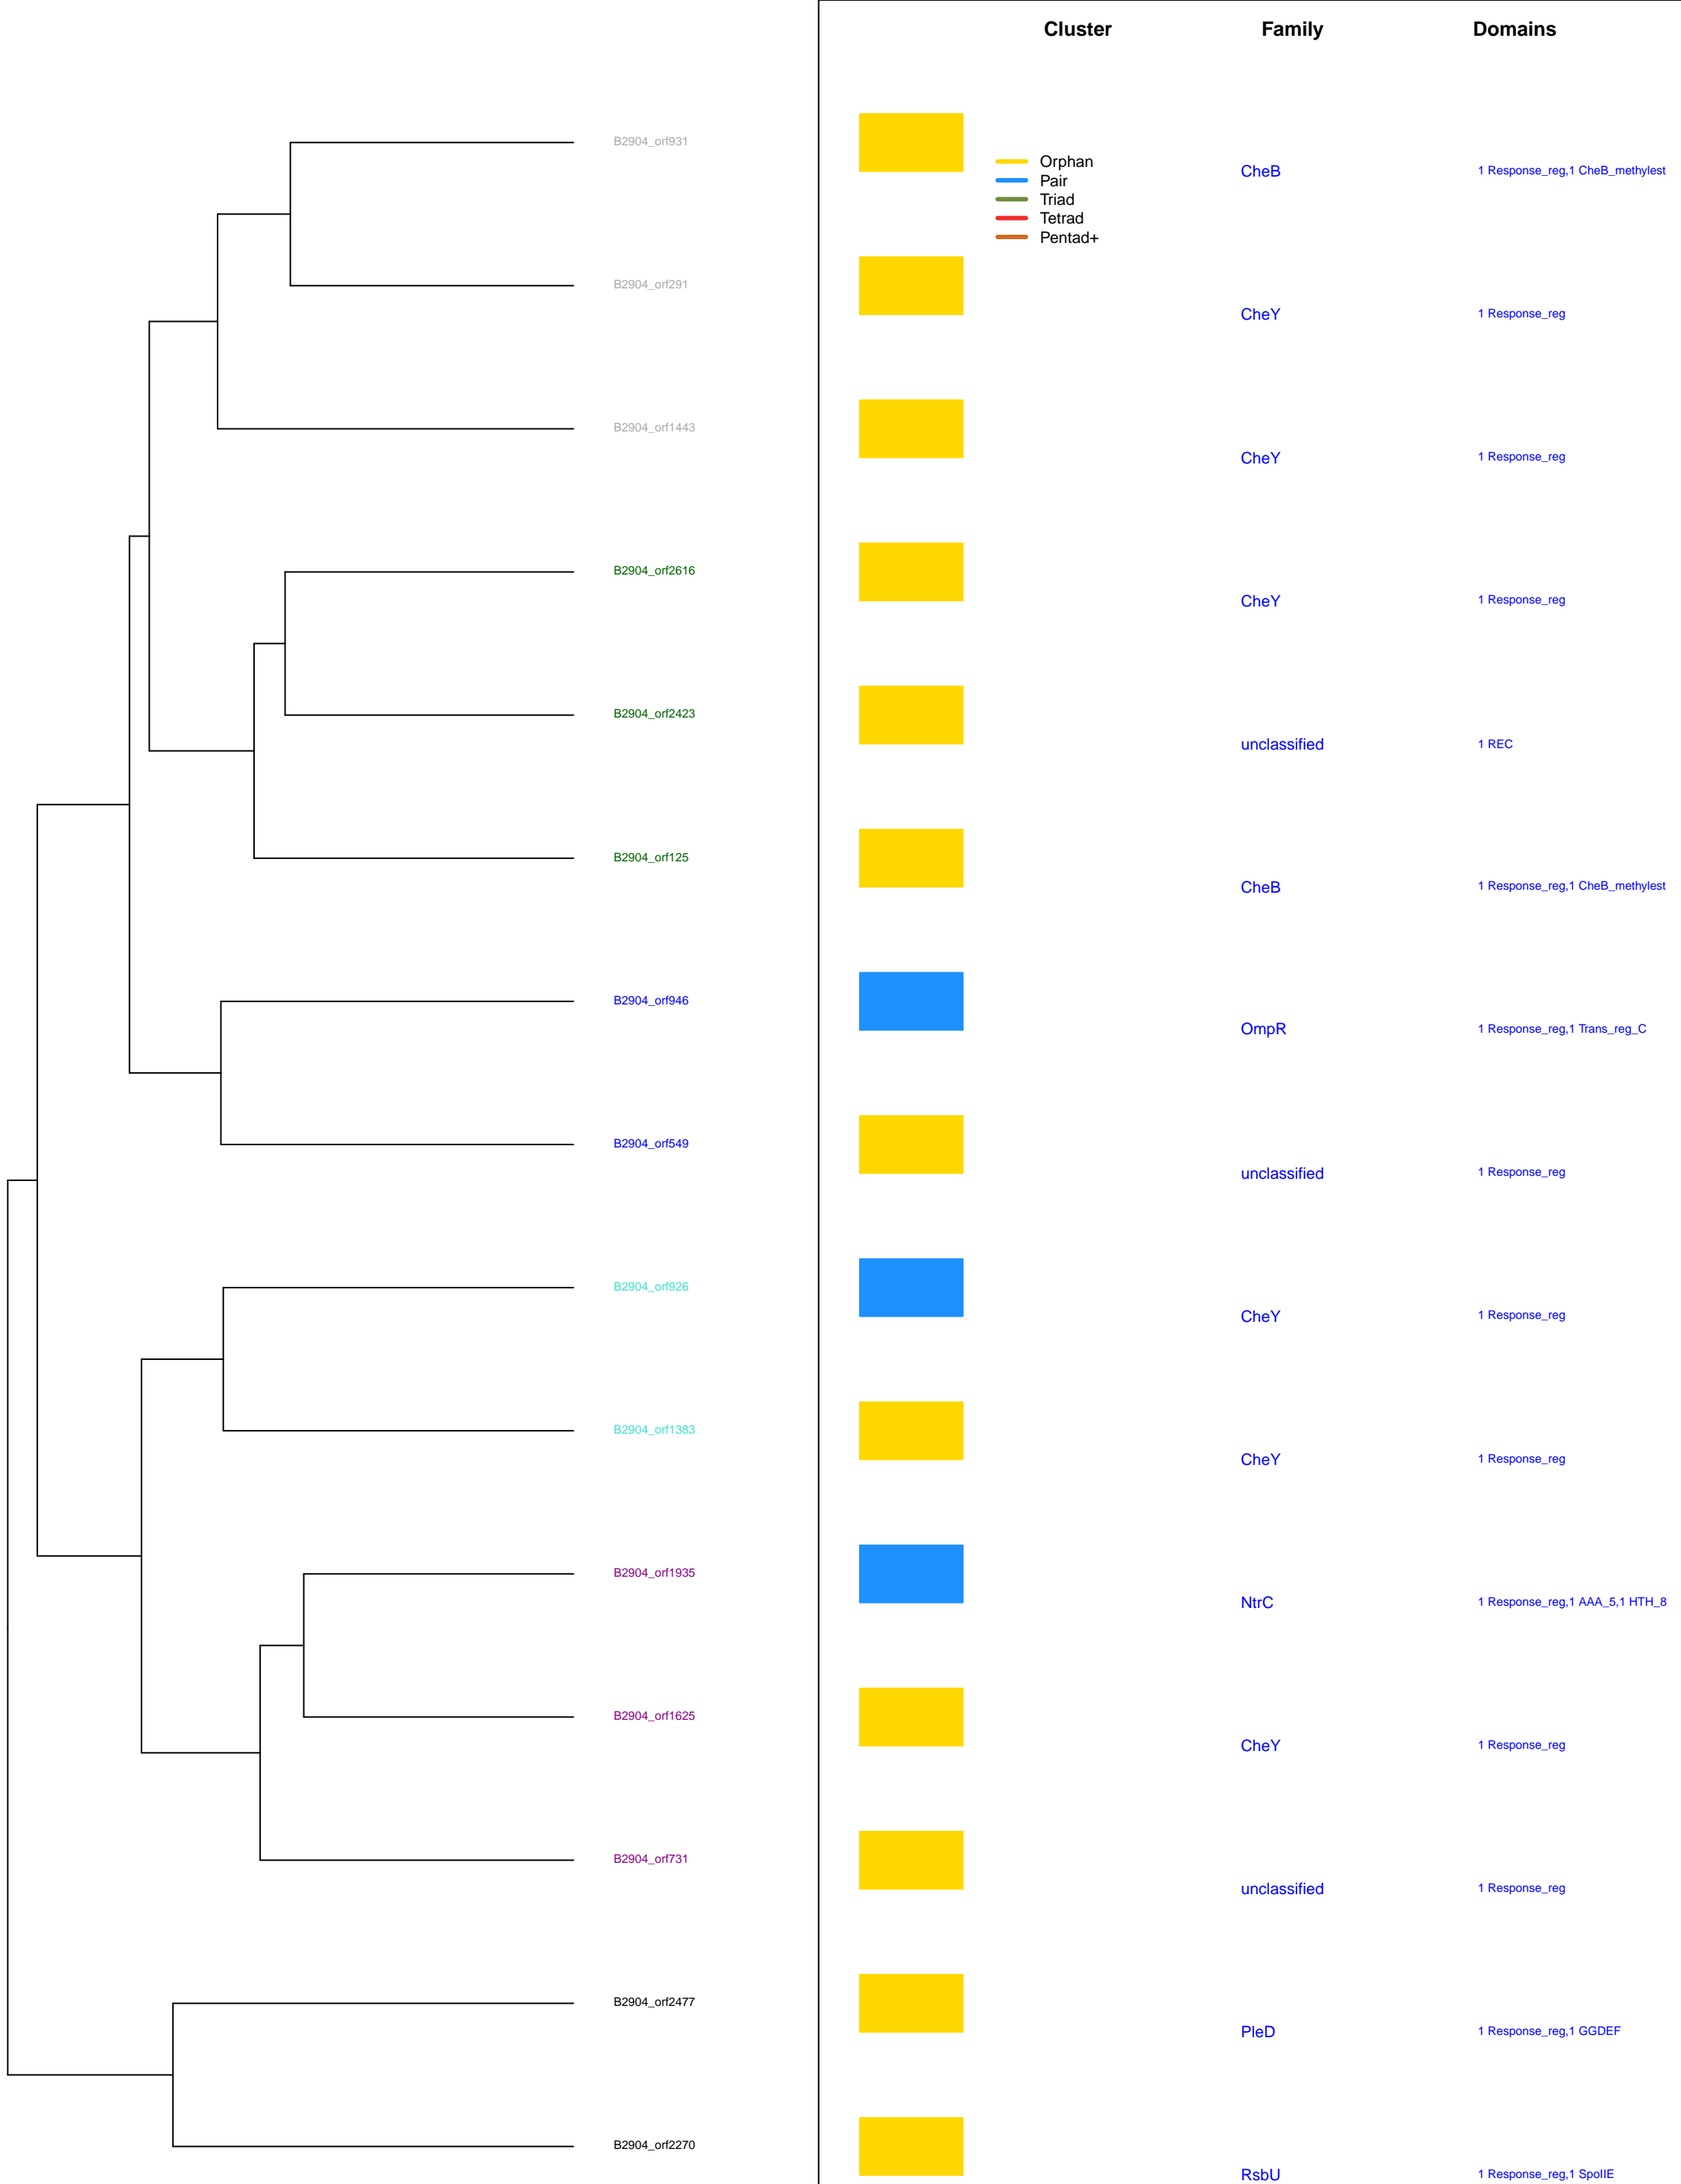 Cluster Family Domains
B2904_orf931
Orphan
Pair
Triad
Tetrad
Pentad+
CheB 1 Response_reg,1 CheB_methylest
B2904_orf291
CheY 1 Response_reg
B2904_orf1443
CheY 1 Response_reg
B2904_orf2616
CheY 1 Response_reg
B2904_orf2423
unclassified 1 REC
B2904_orf125
CheB 1 Response_reg,1 CheB_methylest
B2904_orf946
OmpR 1 Response_reg,1 Trans_reg_C
B2904_orf549
unclassified 1 Response_reg
B2904_orf926
CheY 1 Response_reg
B2904_orf1383
CheY 1 Response_reg
B2904_orf1935
NtrC 1 Response_reg,1 AAA_5,1 HTH_8
B2904_orf1625
CheY 1 Response_reg
B2904_orf731
unclassified 1 Response_reg
B2904_orf2477
PleD 1 Response_reg,1 GGDEF
B2904_orf2270
RsbU 1 Response_reg,1 SpoIIE